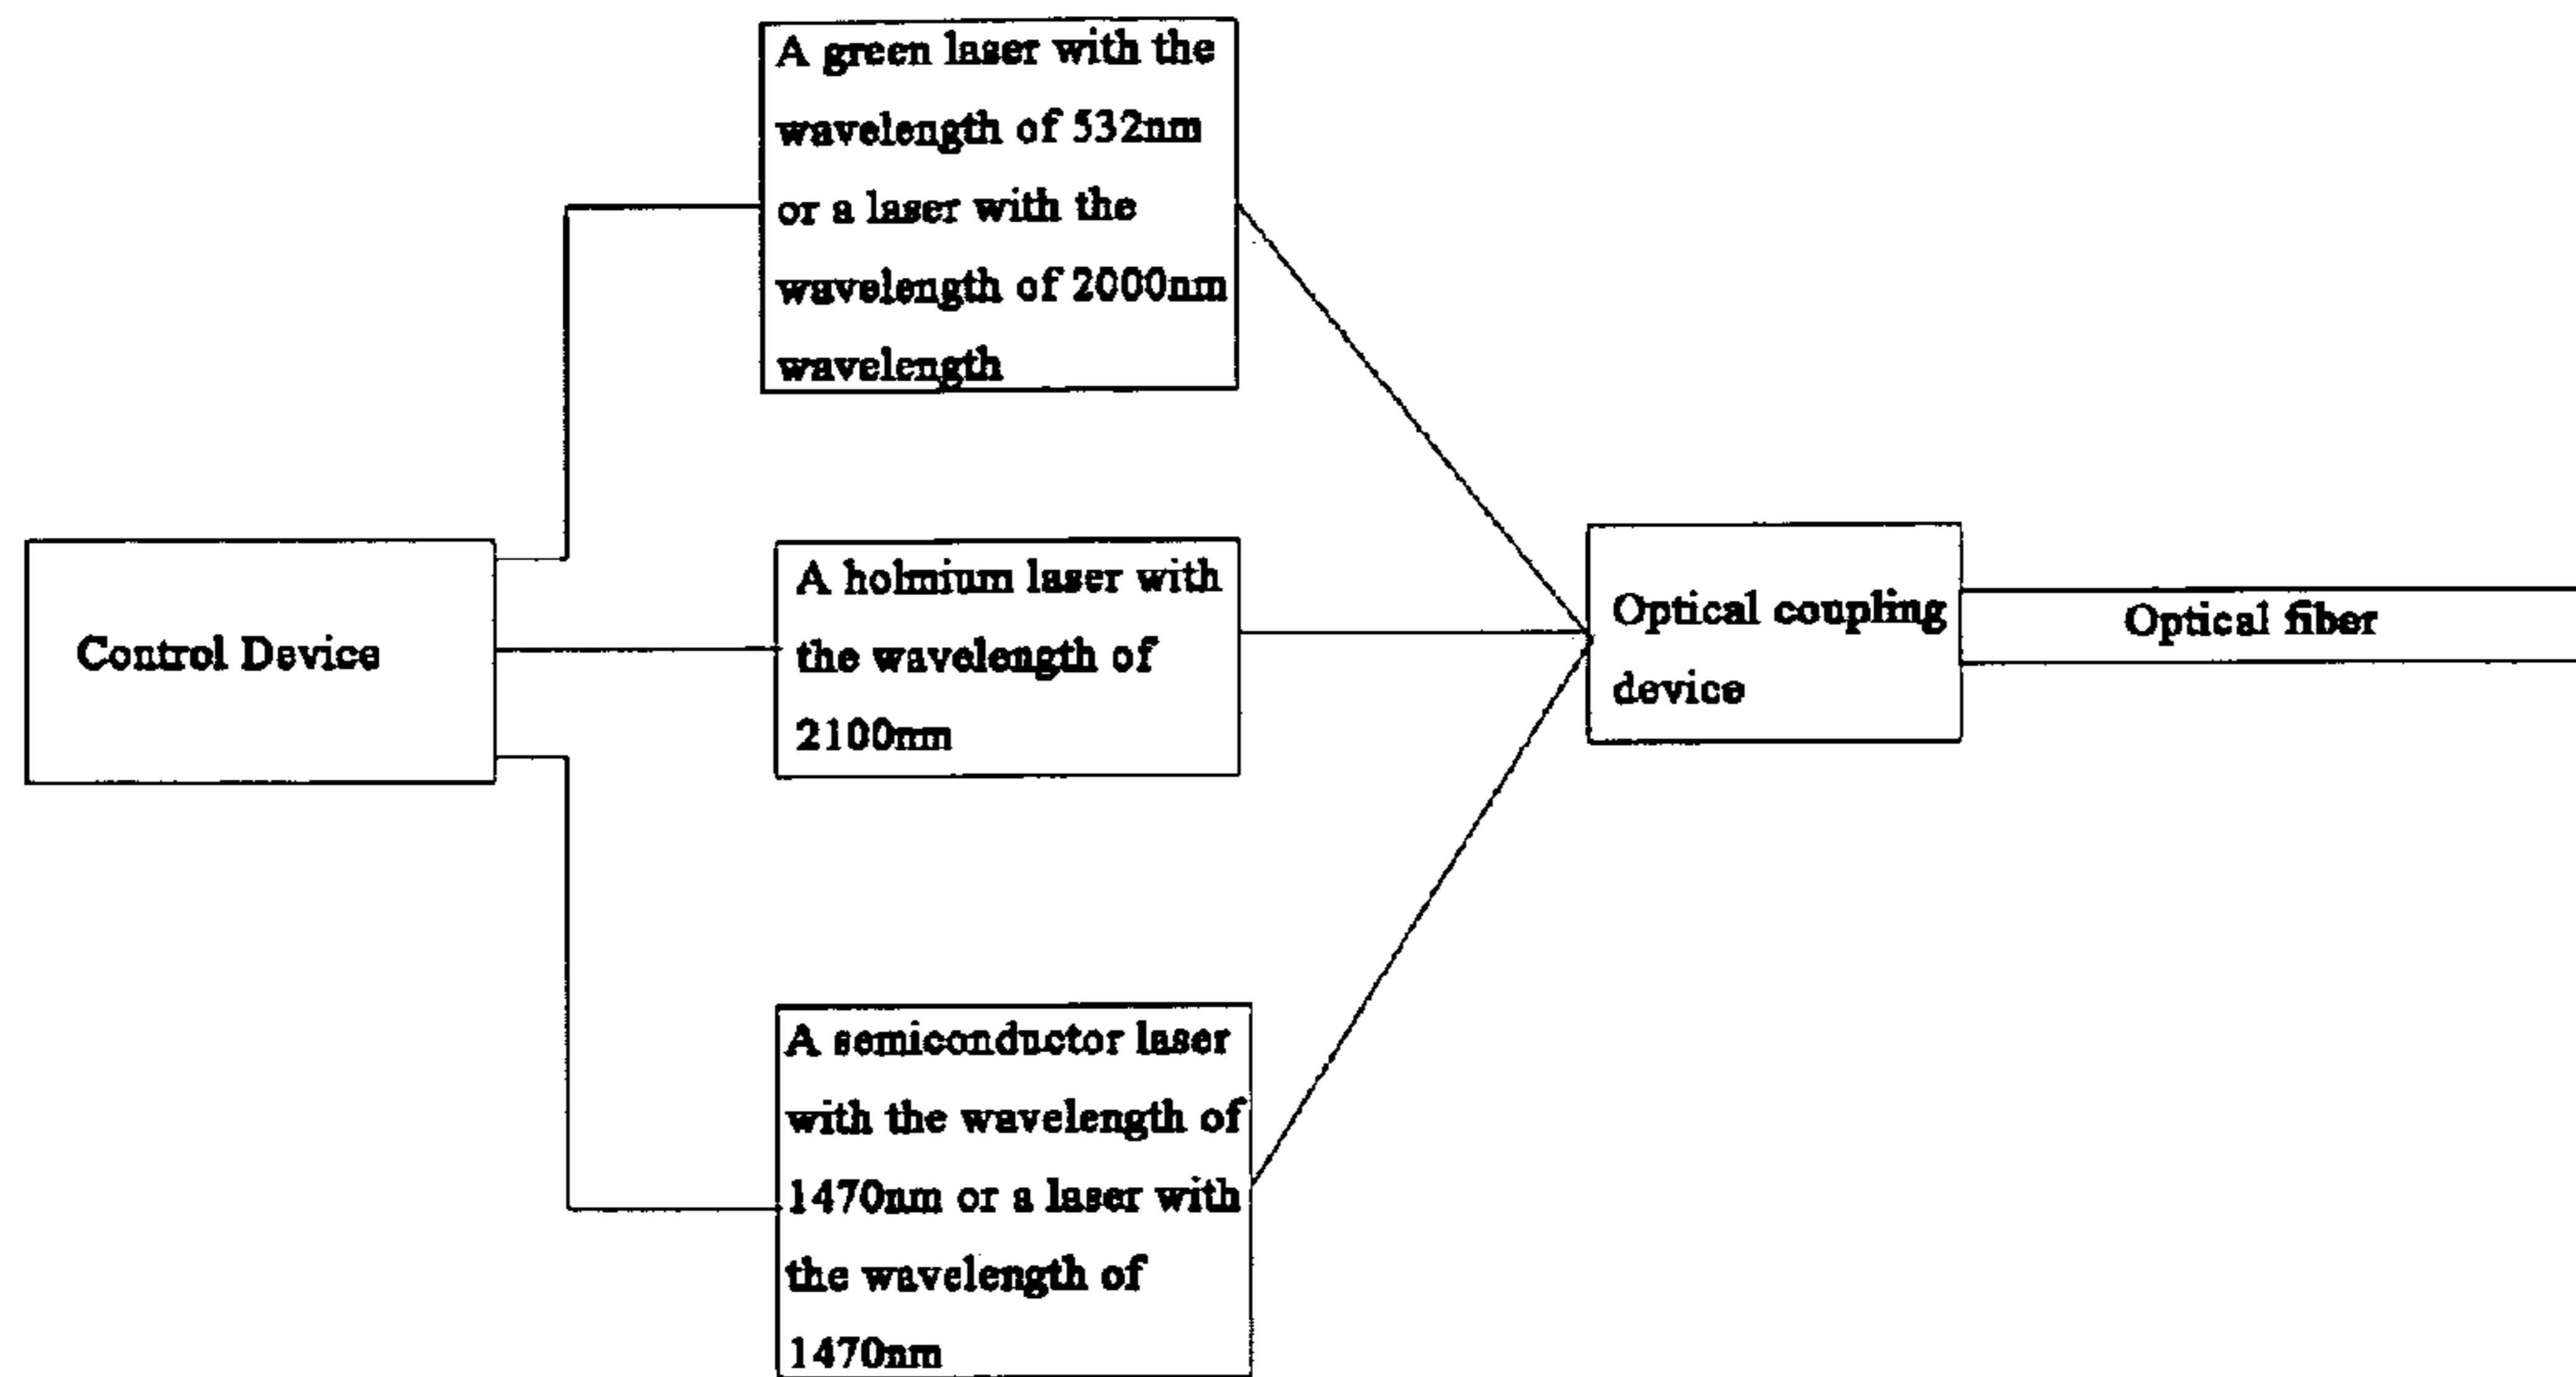 A green laser with the
wavelength of 532nm
or a laser with the
wavelength of 2000nm
wavelength
Control Device
A holmium laser with
the wavelength of
2100nm
Optical coupling
device
Optical fiber
A semiconductor laser
with the wavelength of
1470nm or a laser with
the wavelength of
1470nm